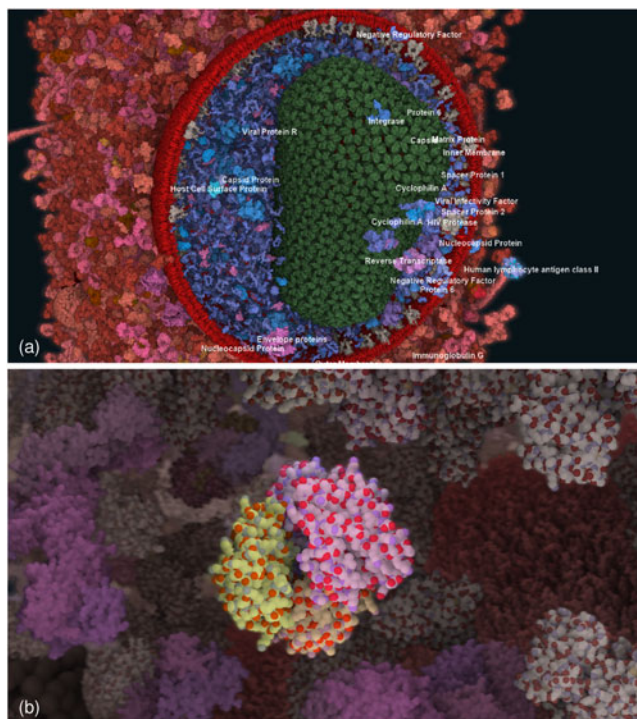 Negative Regulatory Factor
Protein 6
Integrase
Viral Protein R
Capsid
Matrix Protein
Inner Membrane
Capsid Protein
Spacer Protein 1
Host Cell Surface Protein
Cyclophilin A
Viral Infectivity Factor
Spacer Protein 2
Cyclophilin A
HIV Protease
Nucleocapsid Protein
Reverse Transcriptase
Human lymphocyte antigen class II
Negative Regulatory Factor
Protein 6
Envelope proteins
Nucleocapsid Protein
Immunoglobulin G
(a)
(b)